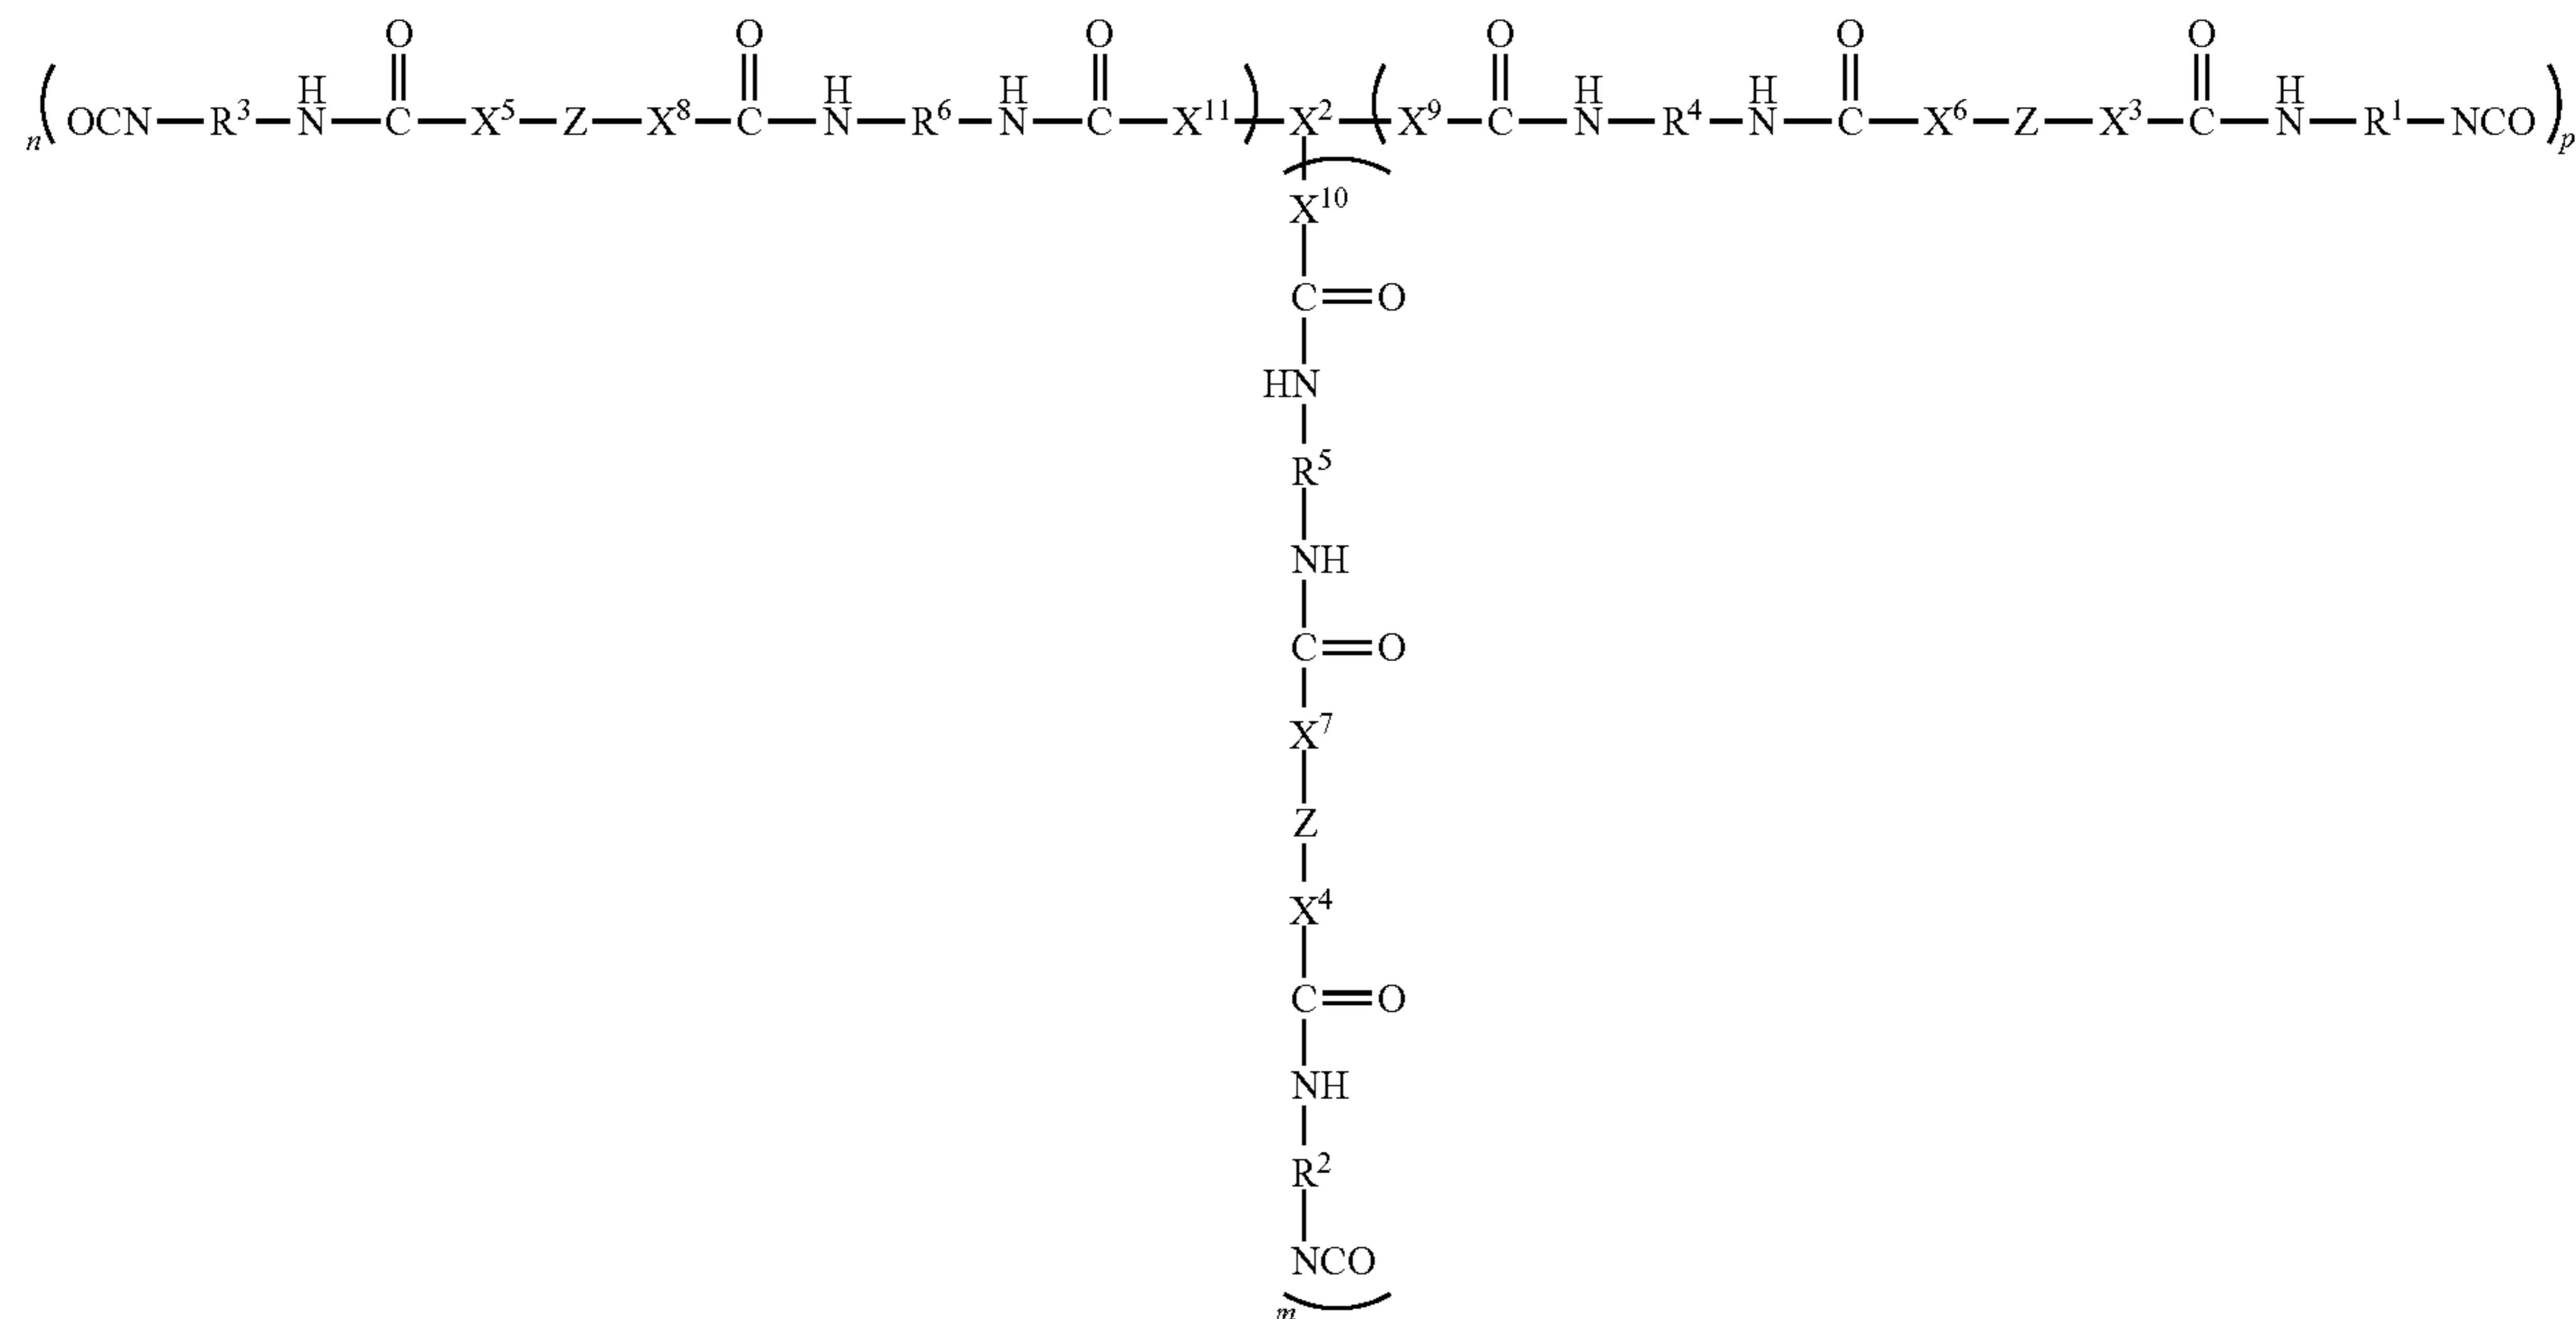 O O O O O O
H H H H H H
n(OCN—R³—N—C—X⁵—Z—X⁸—C—N—R⁶—N—C—X¹¹)—X²—(X⁹—C—N—R⁴—N—C—X⁶—Z—X³—C—N—R¹—NCO)p
X¹⁰
C=O
HN
R⁵
NH
C=O
X⁷
Z
X⁴
C=O
NH
R²
NCO
m